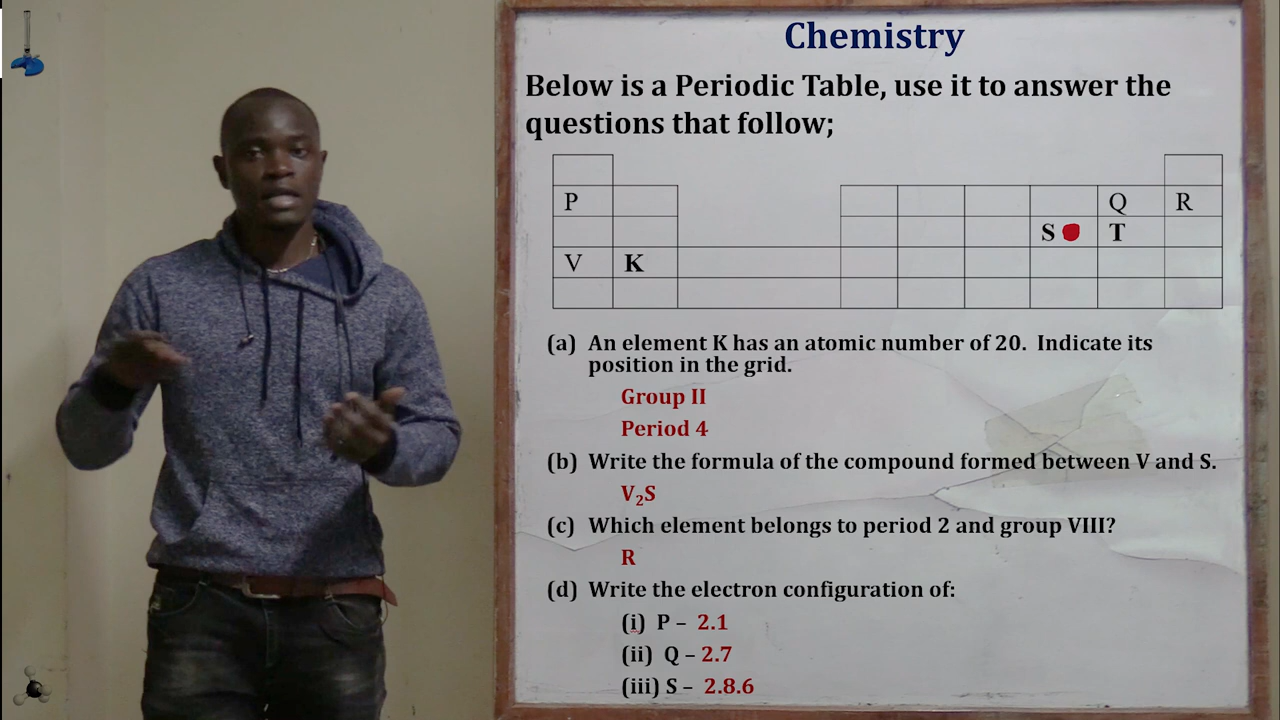 Chemistry
Below is a Periodic Table, use it to answer the
questions that follow;
P Q R
S T
V K
(a) An element K has an atomic number of 20. Indicate its
position in the grid.
Group II
Period 4
(b) Write the formula of the compound formed between V and S.
V₂S
(c) Which element belongs to period 2 and group VIII?
R
(d) Write the electron configuration of:
(i) P – 2.1
(ii) Q – 2.7
(iii) S – 2.8.6